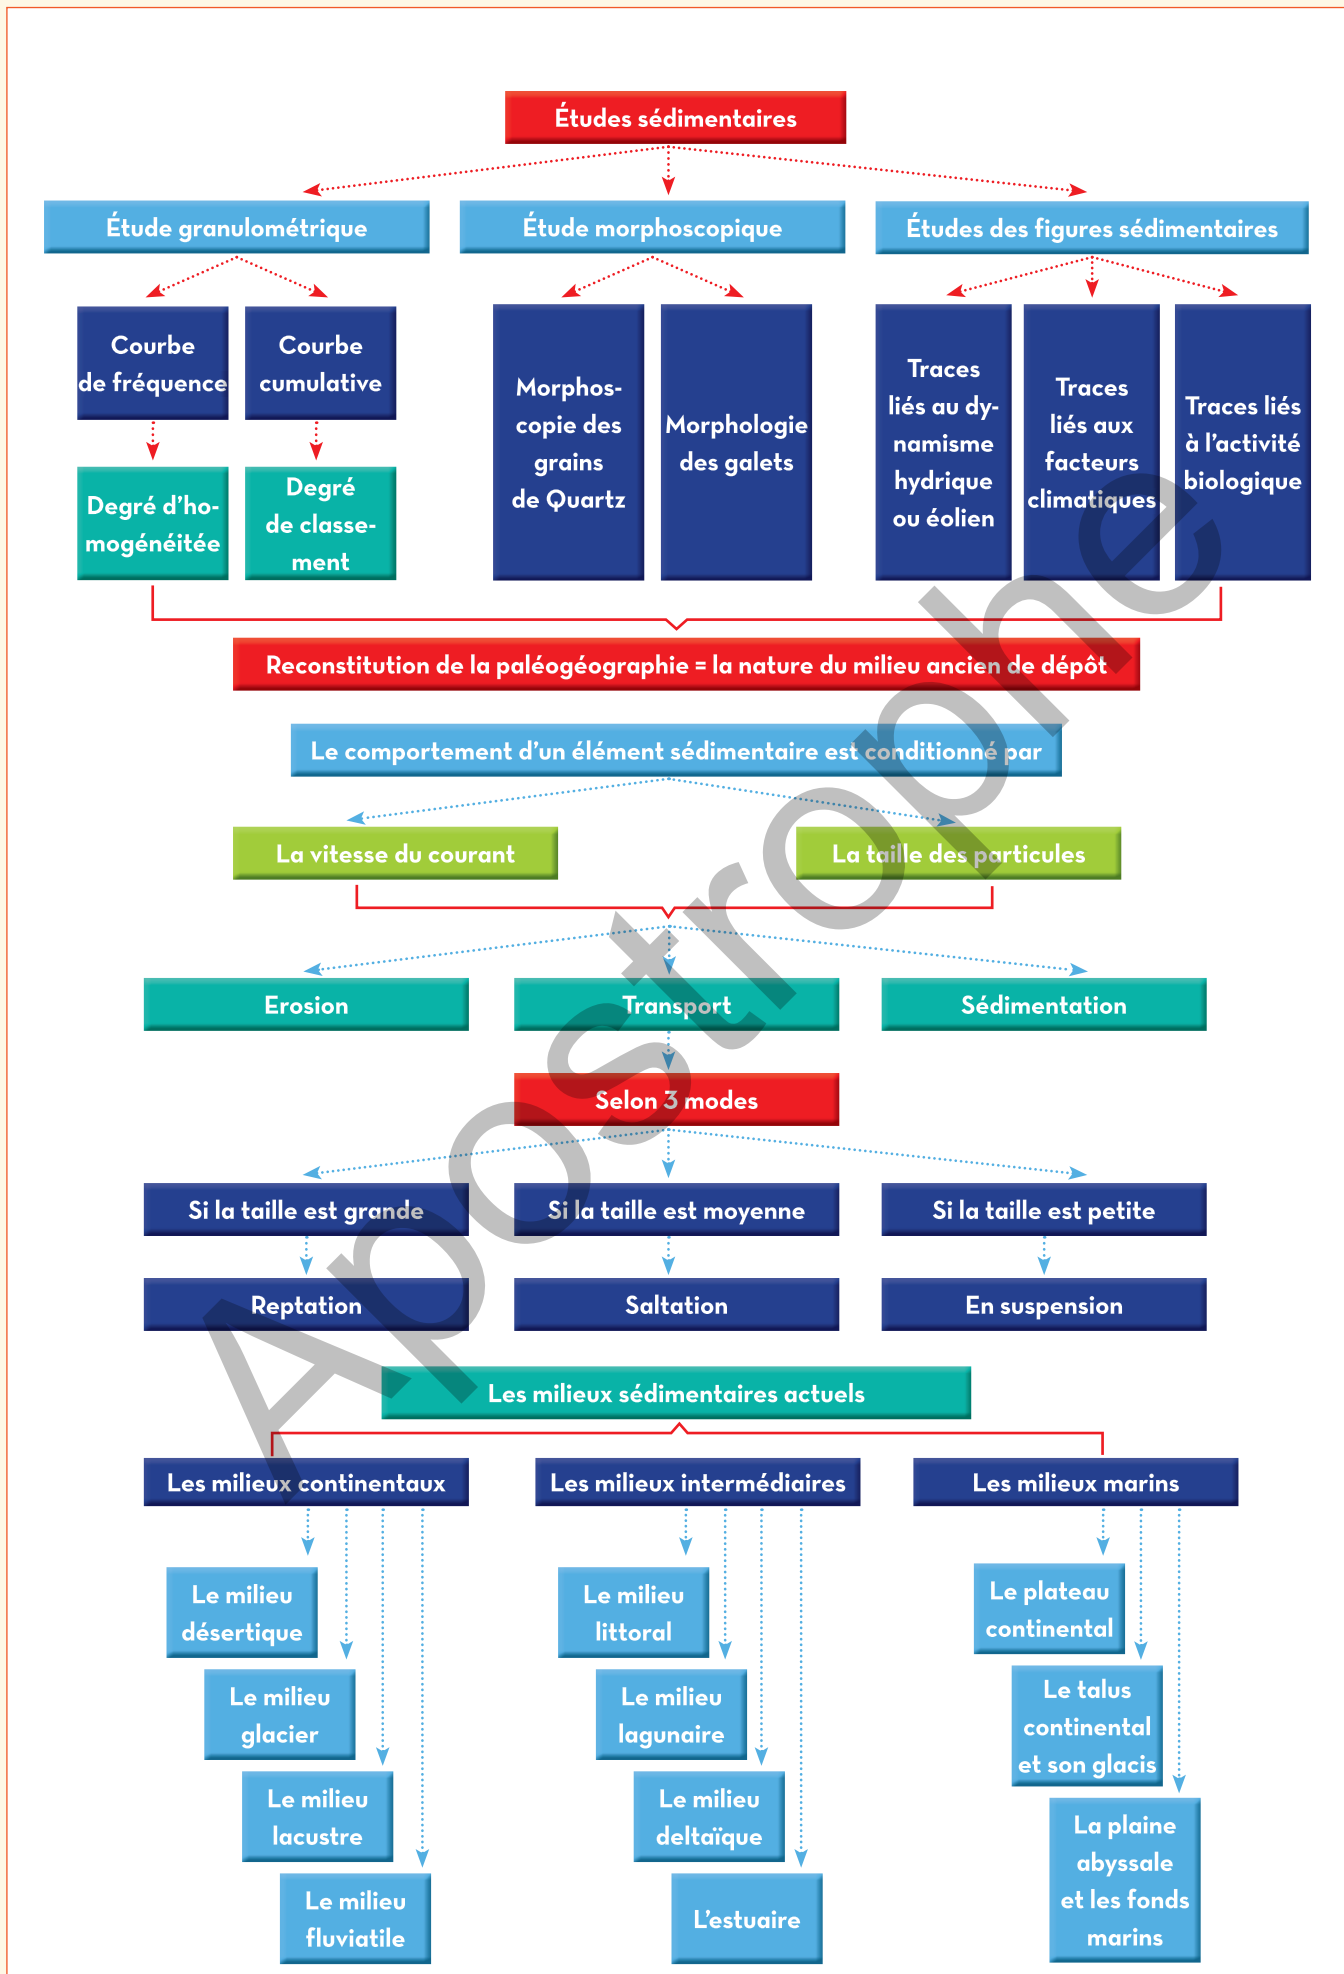 Études sédimentaires
Étude granulométrique
Étude morphoscopique
Études des figures sédimentaires
Courbe
de fréquence
Courbe
cumulative
Degré d'ho-
mogénéitée
Degré
de classe-
ment
Morphos-
copie des
grains
de Quartz
Morphologie
des galets
Traces
liés au dy-
namisme
hydrique
ou éolien
Traces
liés aux
facteurs
climatiques
Traces liés
à l'activité
biologique
Reconstitution de la paléogéographie = la nature du milieu ancien de dépôt
Le comportement d'un élément sédimentaire est conditionné par
La vitesse du courant
La taille des particules
Erosion
Transport
Sédimentation
Selon 3 modes
Si la taille est grande
Si la taille est moyenne
Si la taille est petite
Reptation
Saltation
En suspension
Les milieux sédimentaires actuels
Les milieux continentaux
Les milieux intermédiaires
Les milieux marins
Le milieu
désertique
Le milieu
glacier
Le milieu
lacustre
Le milieu
fluviatile
Le milieu
littoral
Le milieu
lagunaire
Le milieu
deltaïque
L'estuaire
Le plateau
continental
Le talus
continental
et son glacis
La plaine
abyssale
et les fonds
marins
Apostrophe